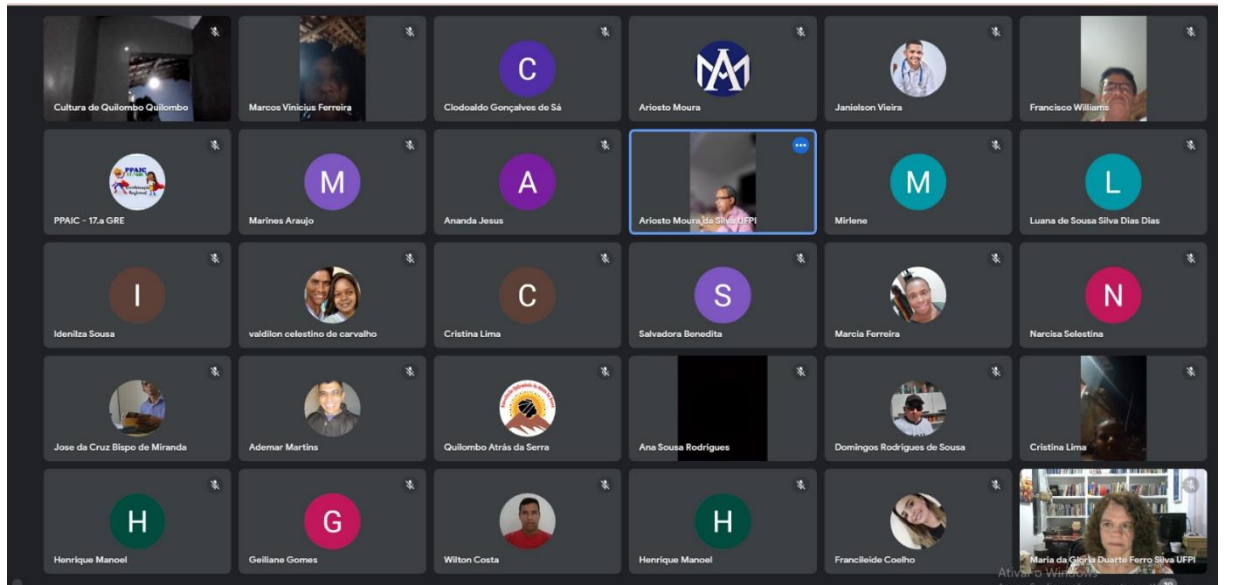 Cultura de Quilombo Quilombo
Marcos Vinicius Ferreira
C
Clodoaldo Gonçalves de Sá
Ariosto Moura
Janielson Vieira
Francisco Williams
PPAIC
PPAIC - 17.a GRE
M
Marines Araujo
A
Ananda Jesus
Ariosto Moura da Silva UFPI
M
Mirlene
L
Luana de Sousa Silva Dias Dias
I
Idenilza Sousa
valdilon celestino de carvalho
C
Cristina Lima
S
Salvadora Benedita
Marcia Ferreira
N
Narcisa Selestina
Jose da Cruz Bispo de Miranda
Ademar Martins
Quilombo Atrás da Serra
Ana Sousa Rodrigues
Domingos Rodrigues de Sousa
Cristina Lima
H
Henrique Manoel
G
Geiliane Gomes
Wilton Costa
H
Henrique Manoel
Francileide Coelho
Maria da Glória Duarte Ferro Silva UFPI
Ativar o Windows